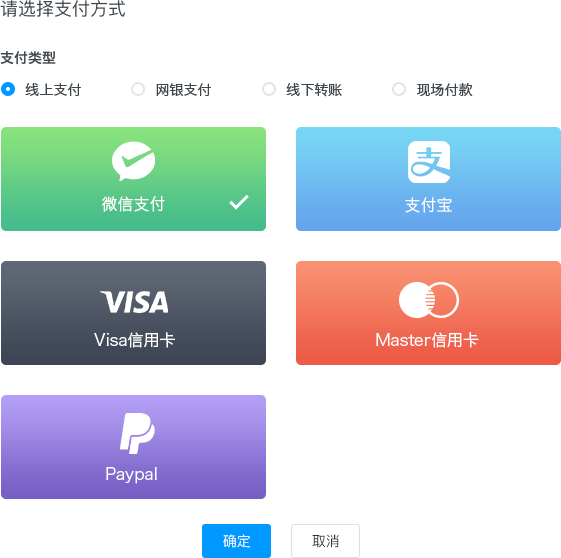 请选择支付方式
支付类型
线上支付 网银支付 线下转账 现场付款
支
微信支付 支付宝
VISA
Visa信用卡 Master信用卡
Paypal
确定 取消